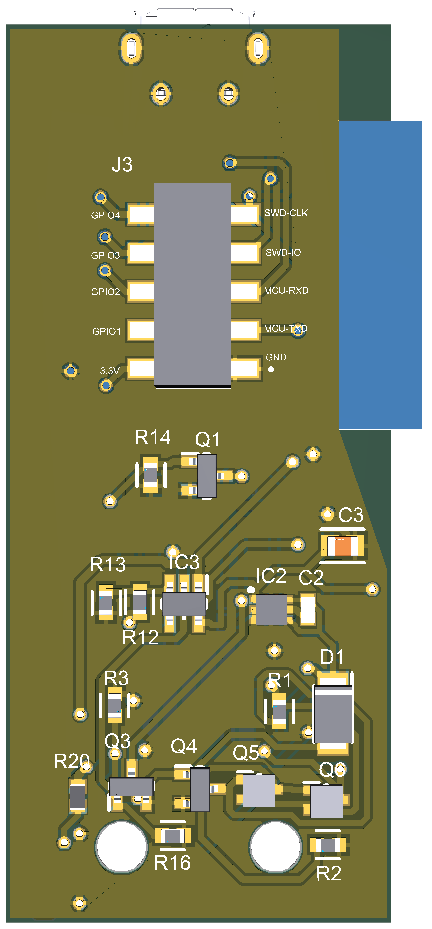 J3
GPIO4 SWD-CLK
GPIO3 SWD-IO
GPIO2 MCU-RXD
GPIO1 MCU-TXD
3.3V GND
R14 Q1
C3
R13 IC3 IC2 C2
R12
D1
R3 R1
Q3 Q4 Q5
R20 Q6
R16 R2